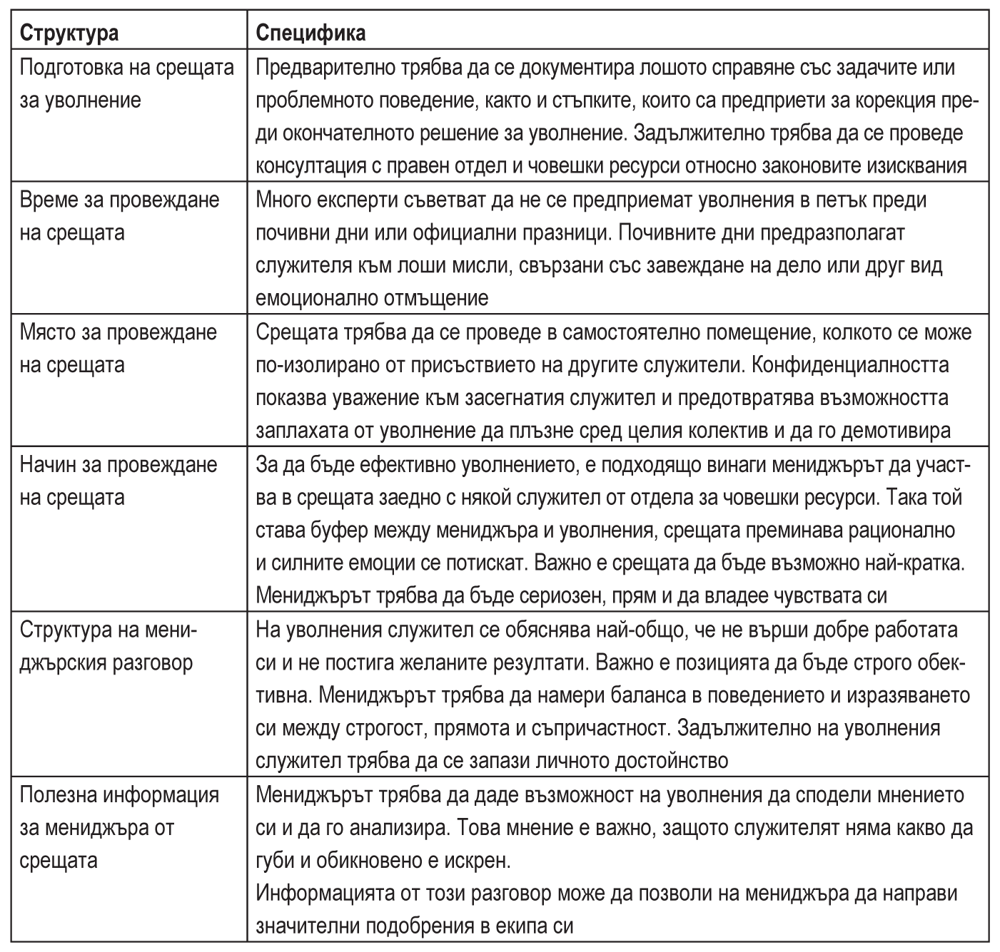 Структура
Специфика
Подготовка на срещата
за уволнение
Предварително трябва да се документира лошото справяне със задачите или
проблемното поведение, както и стъпките, които са предприети за корекция пре-
ди окончателното решение за уволнение. Задължително трябва да се проведе
консултация с правен отдел и човешки ресурси относно законовите изисквания
Време за провеждане
на срещата
Много експерти съветват да не се предприемат уволнения в петък преди
почивни дни или официални празници. Почивните дни предразполагат
служителя към лоши мисли, свързани със завеждане на дело или друг вид
емоционално отмъщение
Място за провеждане
на срещата
Срещата трябва да се проведе в самостоятелно помещение, колкото се може
по-изолирано от присъствието на другите служители. Конфиденциалността
показва уважение към засегнатия служител и предотвратява възможността
заплахата от уволнение да плъзне сред целия колектив и да го демотивира
Начин за провеждане
на срещата
За да бъде ефективно уволнението, е подходящо винаги мениджърът да участ-
ва в срещата заедно с някой служител от отдела за човешки ресурси. Така той
става буфер между мениджъра и уволнения, срещата преминава рационално
и силните емоции се потискат. Важно е срещата да бъде възможно най-кратка.
Мениджърът трябва да бъде сериозен, прям и да владее чувствата си
Структура на мени-
джърския разговор
На уволнения служител се обяснява най-общо, че не върши добре работата
си и не постига желаните резултати. Важно е позицията да бъде строго обек-
тивна. Мениджърът трябва да намери баланса в поведението и изразяването
си между строгост, прямота и съпричастност. Задължително на уволнения
служител трябва да се запази личното достойнство
Полезна информация
за мениджъра от
срещата
Мениджърът трябва да даде възможност на уволнения да сподели мнението
си и да го анализира. Това мнение е важно, защото служителят няма какво да
губи и обикновено е искрен.
Информацията от този разговор може да позволи на мениджъра да направи
значителни подобрения в екипа си